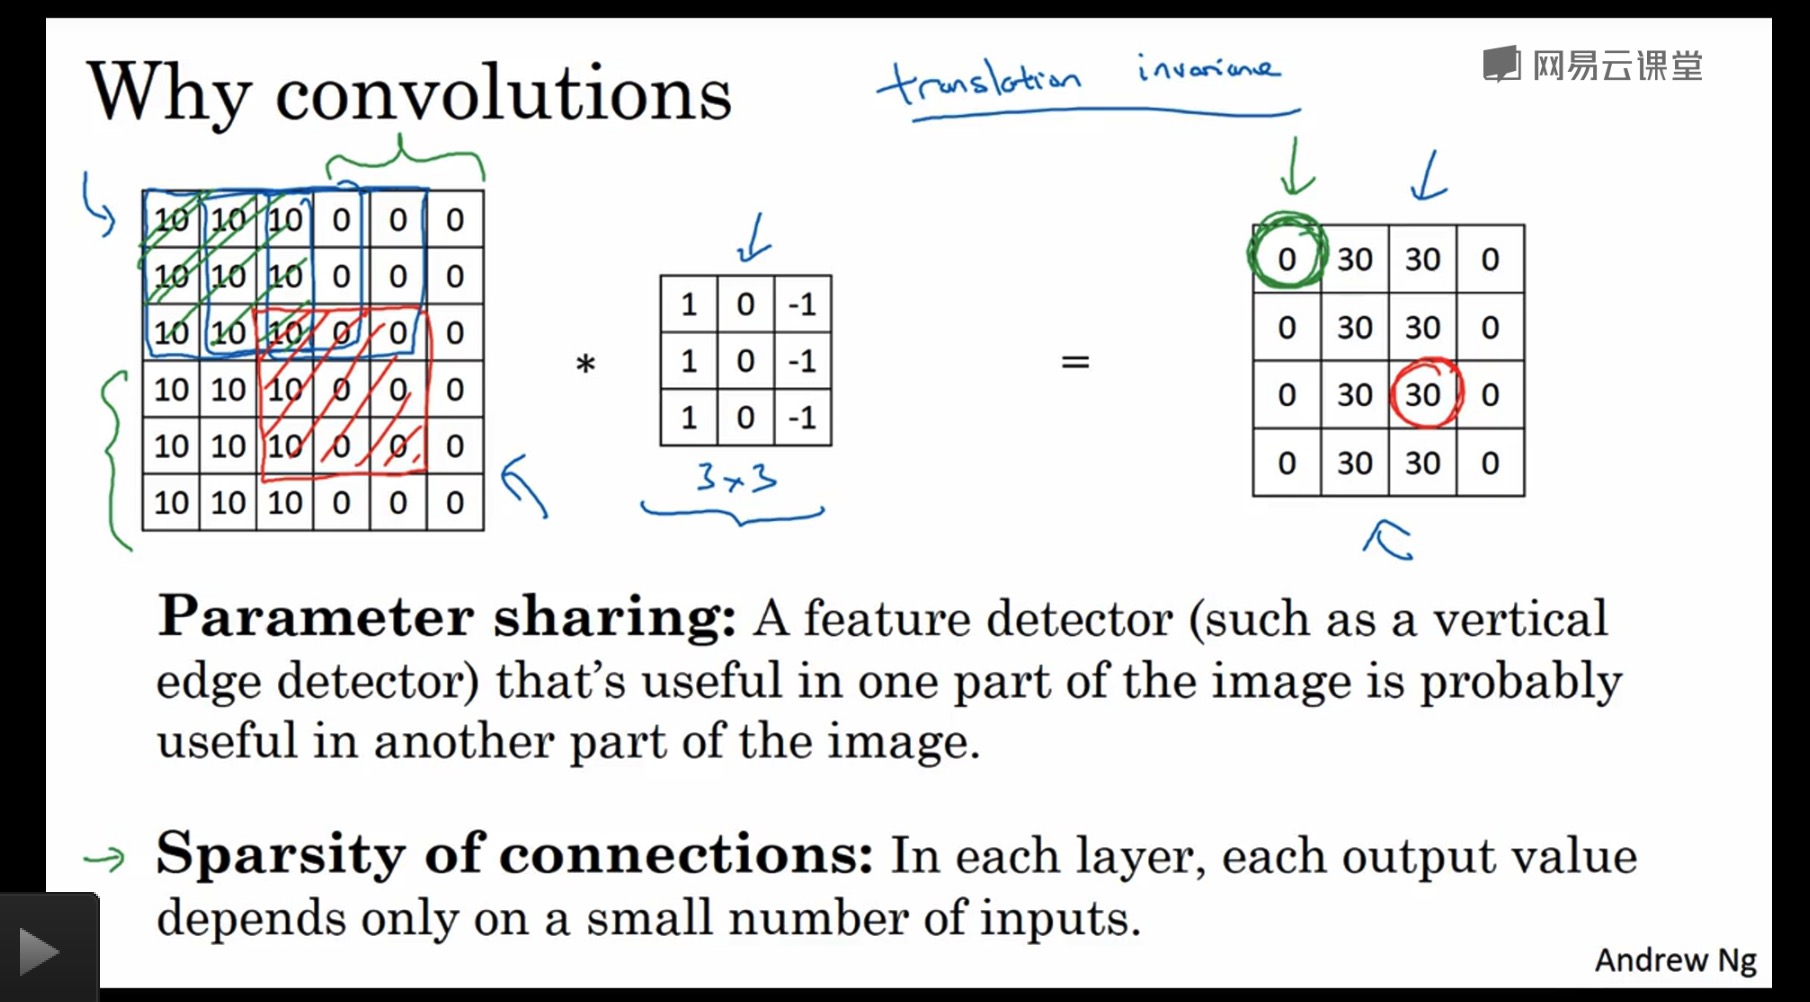 Why convolutions
translation invariance
网易云课堂
10 10 10 0 0 0
10 10 10 0 0 0
10 10 10 0 0 0
10 10 10 0 0 0
10 10 10 0 0 0
10 10 10 0 0 0
*
1 0 -1
1 0 -1
1 0 -1
3×3
=
0 30 30 0
0 30 30 0
0 30 30 0
0 30 30 0
Parameter sharing: A feature detector (such as a vertical
edge detector) that’s useful in one part of the image is probably
useful in another part of the image.
→ Sparsity of connections: In each layer, each output value
depends only on a small number of inputs.
Andrew Ng